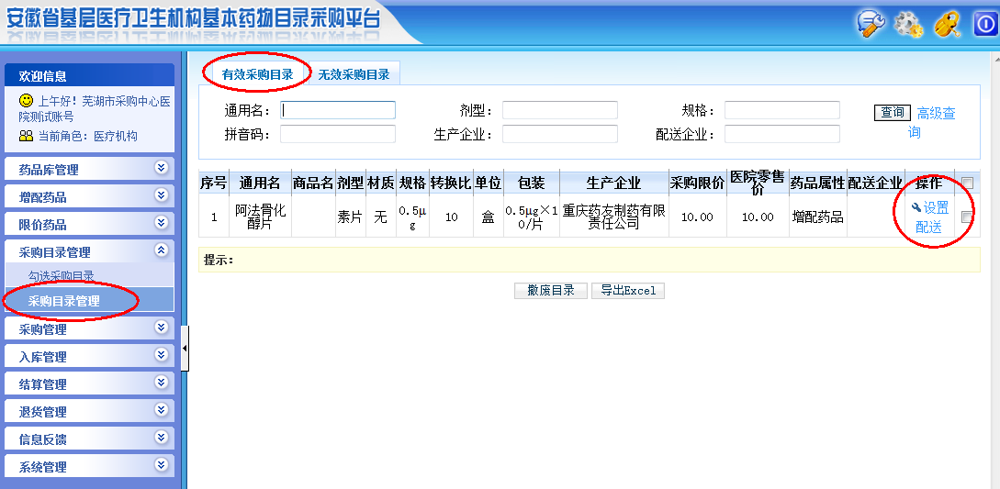 安徽省基层医疗卫生机构基本药物目录采购平台
欢迎信息
上午好！芜湖市采购中心医
院测试账号
当前角色：医疗机构
药品库管理
增配药品
限价药品
采购目录管理
勾选采购目录
采购目录管理
采购管理
入库管理
结算管理
退货管理
信息反馈
系统管理
有效采购目录 无效采购目录
通用名： 剂型： 规格： 查询 高级查
询
拼音码： 生产企业： 配送企业：
序号 通用名 商品名 剂型 材质 规格 转换比 单位 包装 生产企业 采购限价 医院零售
价 药品属性 配送企业 操作
1 阿法骨化
醇片 素片 无 0.5μ
g 10 盒 0.5μg×1
0/片 重庆药友制药有限
责任公司 10.00 10.00 增配药品 设置
配送
提示：
撤废目录 导出Excel